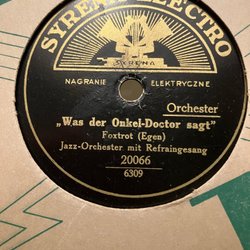 SYRENA-ELECTRO
SYRENA
NAGRANIE ELEKTRYCZNE
Orchester
„Was der Onkel-Doctor sagt"
Foxtrot (Egen)
Jazz-Orchester mit Refraingesang
20066
6309